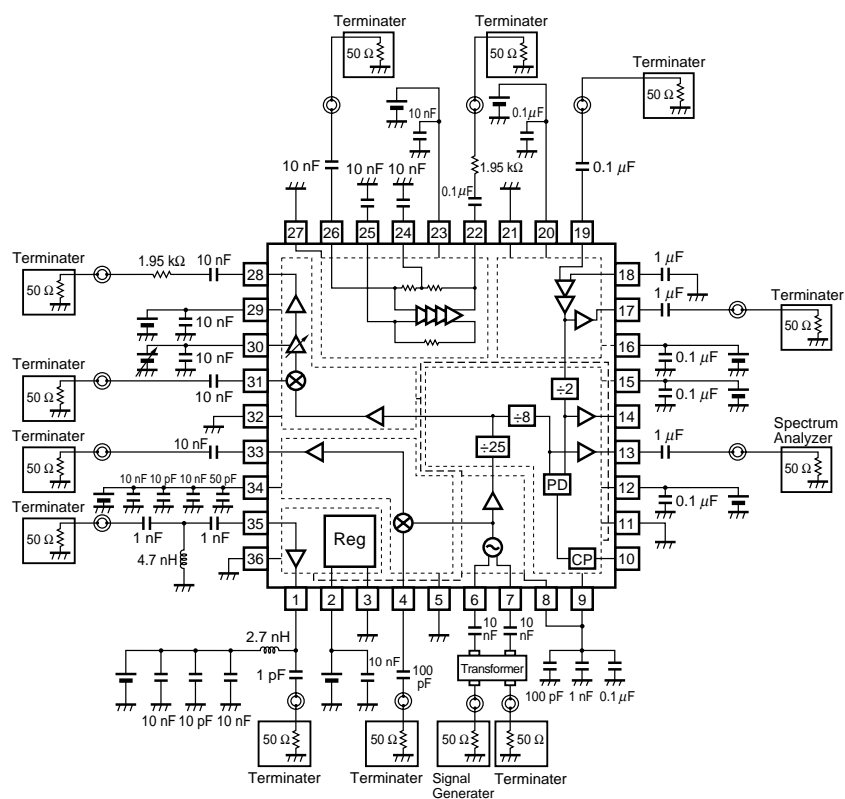 Terminater
50 Ω
Terminater
50 Ω
Terminater
50 Ω
10 nF
0.1 μF
10 nF
10 nF
10 nF
1.95 kΩ
0.1 μF
0.1 μF
27
26
25
24
23
22
21
20
19
Terminater
50 Ω
1.95 kΩ
10 nF
28
29
10 nF
30
10 nF
Terminater
50 Ω
10 nF
31
32
Terminater
50 Ω
10 nF
33
10 nF
10 pF
10 nF
50 pF
34
Terminater
50 Ω
1 nF
1 nF
35
4.7 nH
36
18
1 μF
17
1 μF
Terminater
50 Ω
16
0.1 μF
15
0.1 μF
14
13
1 μF
Spectrum
Analyzer
50 Ω
12
0.1 μF
11
10
÷2
÷8
÷25
PD
CP
Reg
1
2
3
4
5
6
7
8
9
2.7 nH
1 pF
10 nF
10 pF
10 nF
10 nF
100
pF
10
nF
10
nF
Transformer
100 pF
1 nF
0.1 μF
50 Ω
Terminater
50 Ω
Terminater
50 Ω
Signal
Generater
50 Ω
Terminater